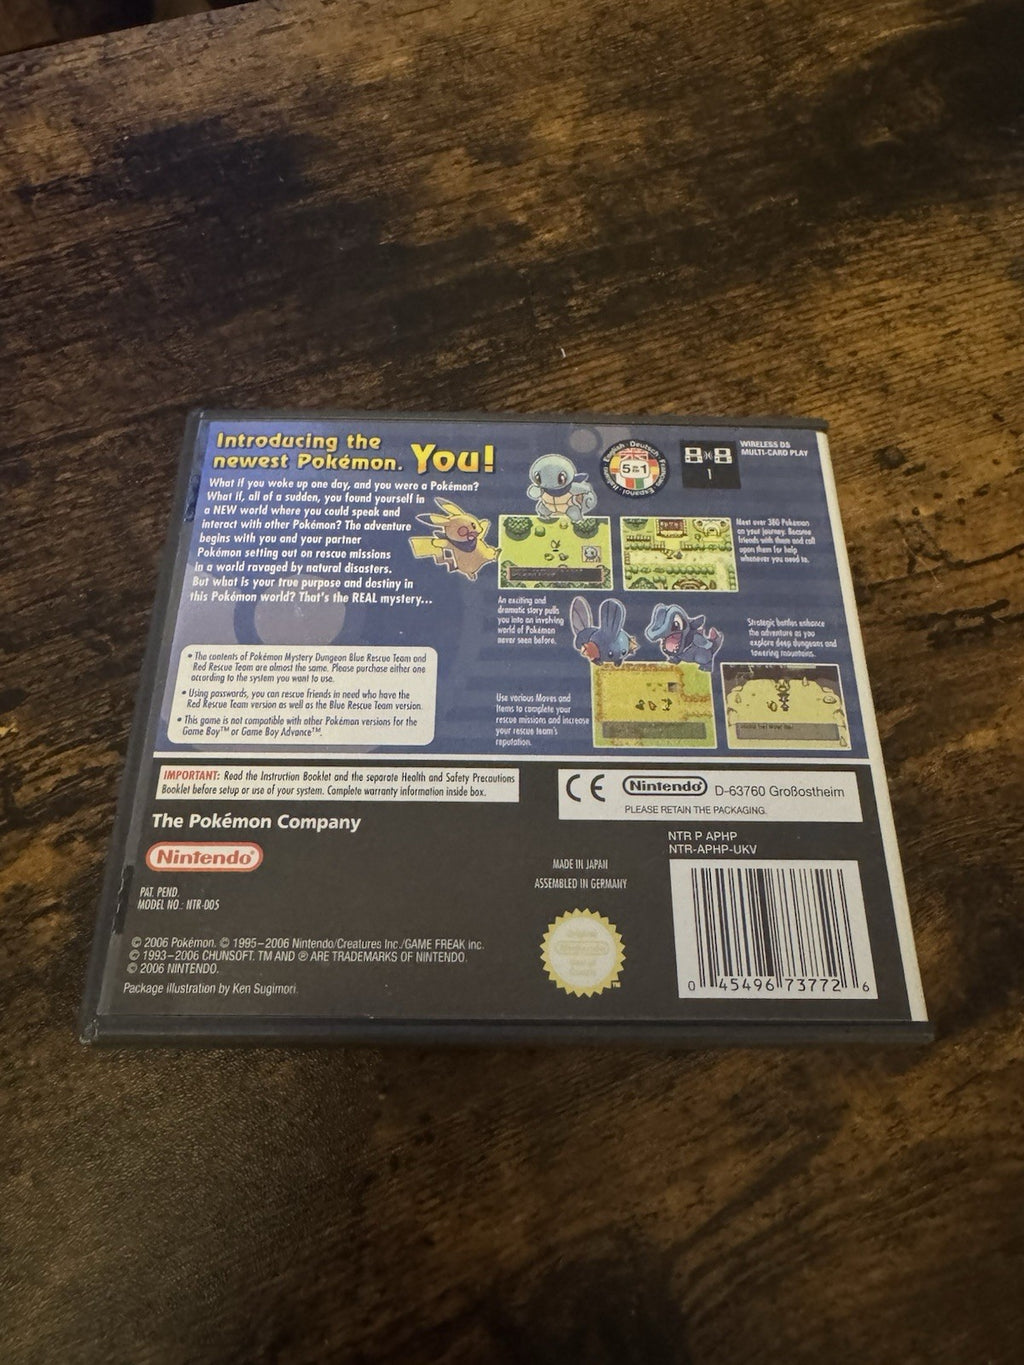 Introducing the
newest Pokémon. You!
What if you woke up one day, and you were a Pokémon?
What if, all of a sudden, you found yourself in
a NEW world where you could speak and
interact with other Pokémon? The adventure
begins with you and your partner
Pokémon setting out on rescue missions
in a world ravaged by natural disasters.
But what is your true purpose and destiny in
this Pokémon world? That's the REAL mystery...
English · Deutsch · Français · Español · Italiano
5in1
1
WIRELESS DS
MULTI-CARD PLAY
Meet over 380 Pokémon
on your journey. Become
friends with them and call
upon them for help
whenever you need to.
An exciting and
dramatic story pulls
you into an involving
world of Pokémon
never seen before.
Strategic battles enhance
the adventure as you
explore deep dungeons and
towering mountains.
Use various Moves and
Items to complete your
rescue missions and increase
your rescue team's
reputation.
• The contents of Pokémon Mystery Dungeon Blue Rescue Team and
Red Rescue Team are almost the same. Please purchase either one
according to the system you want to use.
• Using passwords, you can rescue friends in need who have the
Red Rescue Team version as well as the Blue Rescue Team version.
• This game is not compatible with other Pokémon versions for the
Game Boy™ or Game Boy Advance™.
IMPORTANT: Read the Instruction Booklet and the separate Health and Safety Precautions
Booklet before setup or use of your system. Complete warranty information inside box.
CE Nintendo® D-63760 Großostheim
PLEASE RETAIN THE PACKAGING.
The Pokémon Company
Nintendo®
PAT. PEND.
MODEL NO.: NTR-005
MADE IN JAPAN
ASSEMBLED IN GERMANY
NTR P APHP
NTR-APHP-UKV
© 2006 Pokémon. © 1995–2006 Nintendo/Creatures Inc./GAME FREAK inc.
© 1993–2006 CHUNSOFT. TM AND ® ARE TRADEMARKS OF NINTENDO.
© 2006 NINTENDO.
Package illustration by Ken Sugimori.
TM
0 45496 73772 6